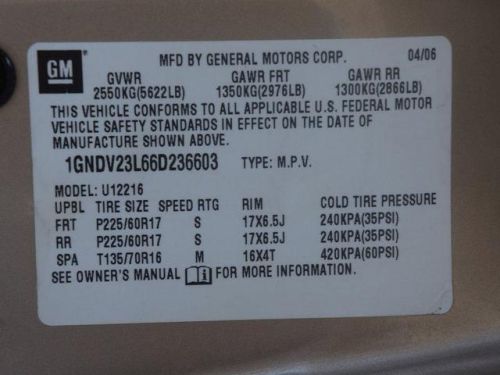 GM
MFD BY GENERAL MOTORS CORP. 04/06
GVWR GAWR FRT GAWR RR
2550KG(5622LB) 1350KG(2976LB) 1300KG(2866LB)
THIS VEHICLE CONFORMS TO ALL APPLICABLE U.S. FEDERAL MOTOR
VEHICLE SAFETY STANDARDS IN EFFECT ON THE DATE OF
MANUFACTURE SHOWN ABOVE.
1GNDV23L66D236603 TYPE: M.P.V.
MODEL: U12216
UPBL TIRE SIZE SPEED RTG RIM COLD TIRE PRESSURE
FRT P225/60R17 S 17X6.5J 240KPA(35PSI)
RR P225/60R17 S 17X6.5J 240KPA(35PSI)
SPA T135/70R16 M 16X4T 420KPA(60PSI)
SEE OWNER'S MANUAL FOR MORE INFORMATION.